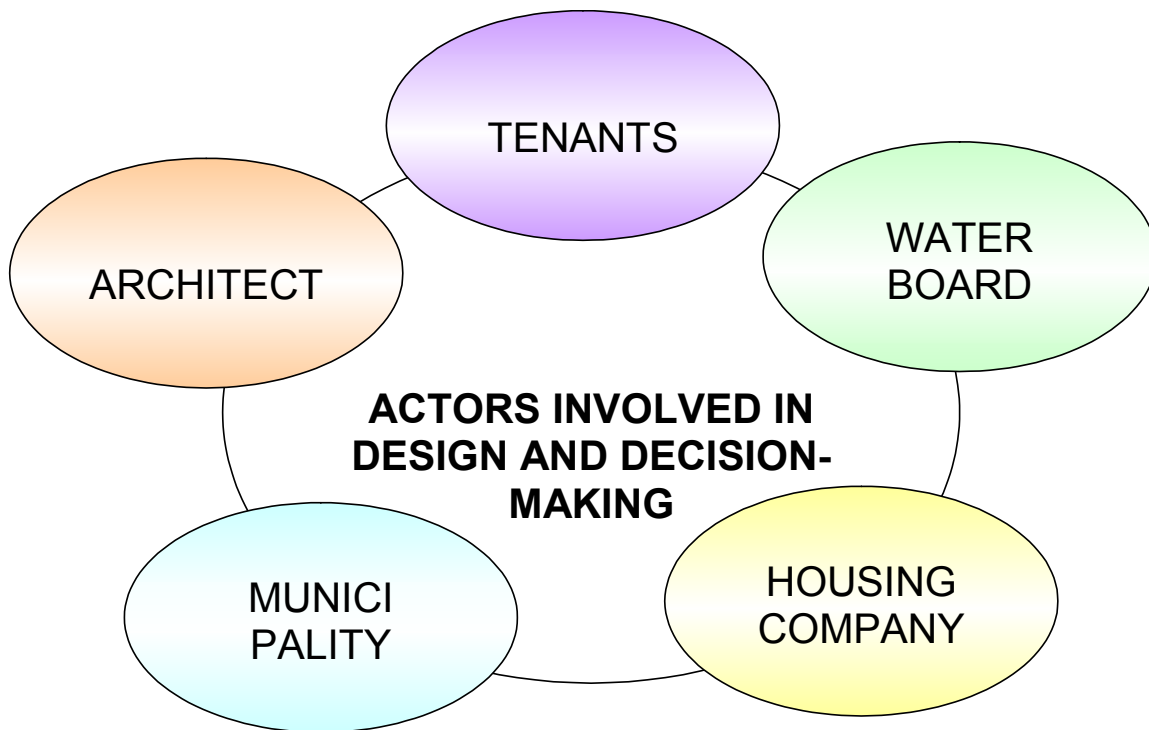 TENANTS
WATER
BOARD
ARCHITECT
ACTORS INVOLVED IN
DESIGN AND DECISION-
MAKING
HOUSING
COMPANY
MUNICI
PALITY